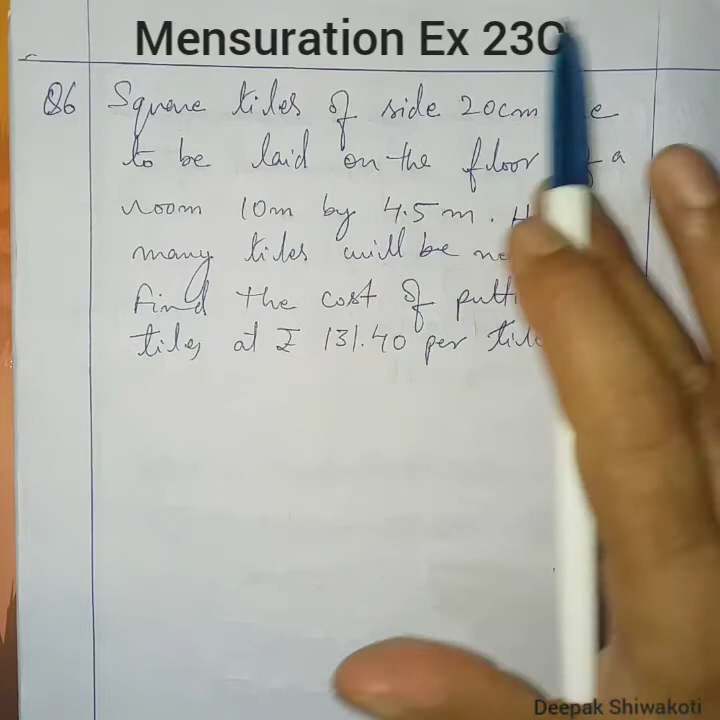 Mensuration Ex 23C
Q6 Square tiles of side 20cm
to be laid on the floor a
room 10m by 4.5m.
many tiles will be
Find the cost of
tiles at ₹ 131.40 per
Deepak Shiwakoti